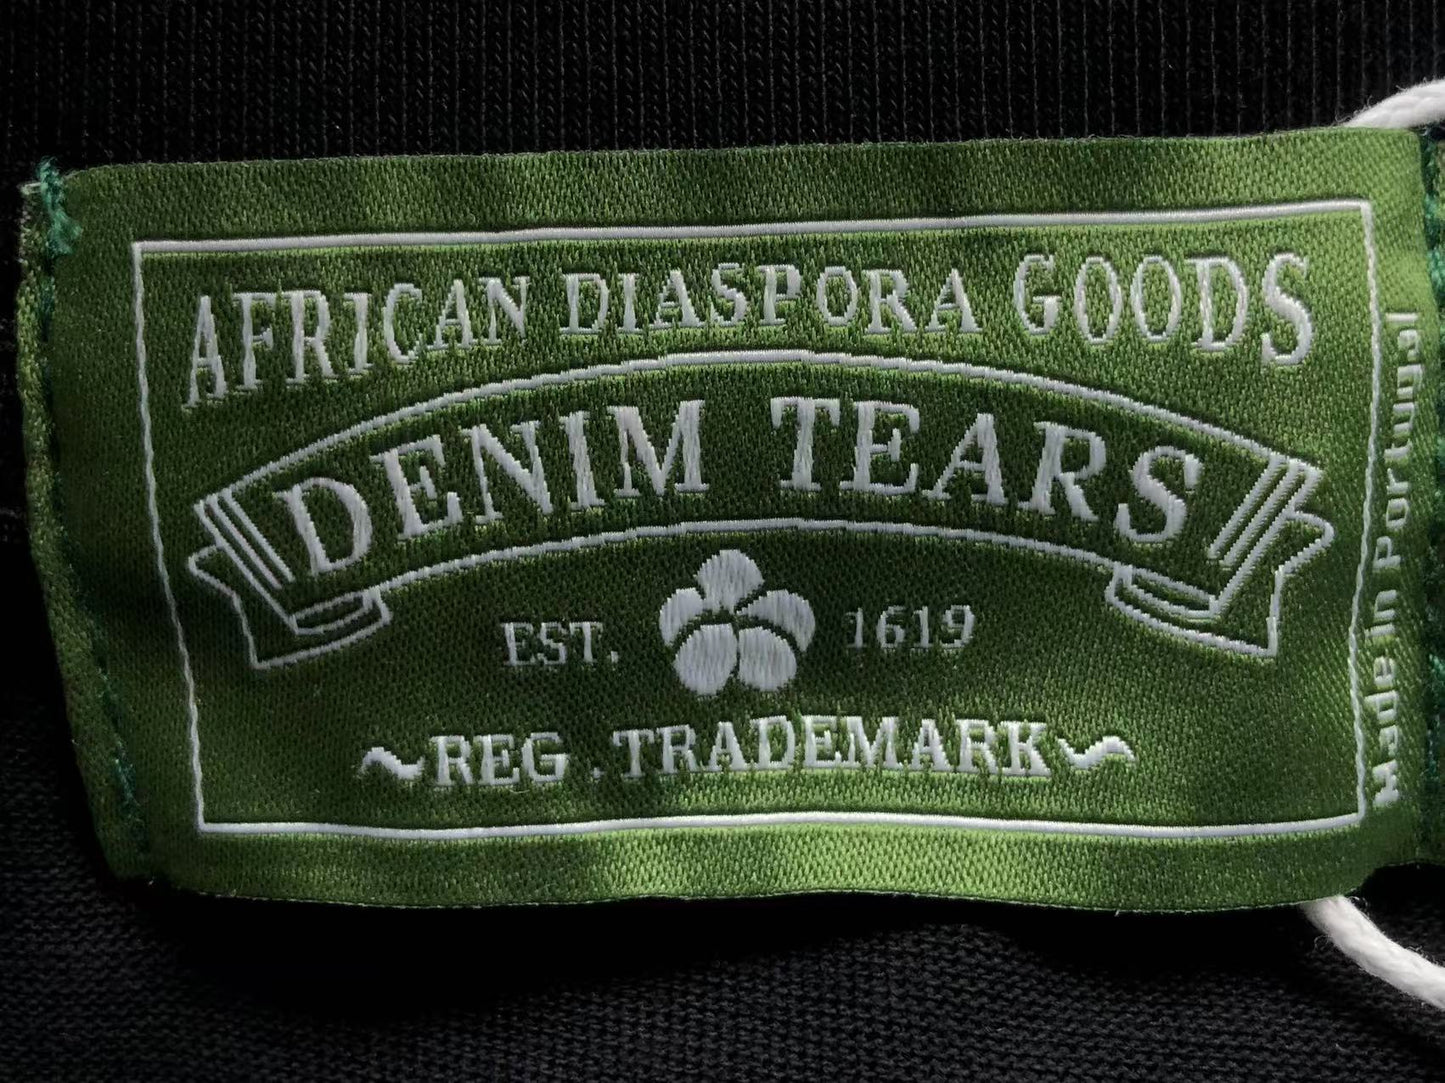 AFRICAN DIASPORA GOODS
DENIM TEARS
EST. 1619
~REG.TRADEMARK~
Made in Portugal